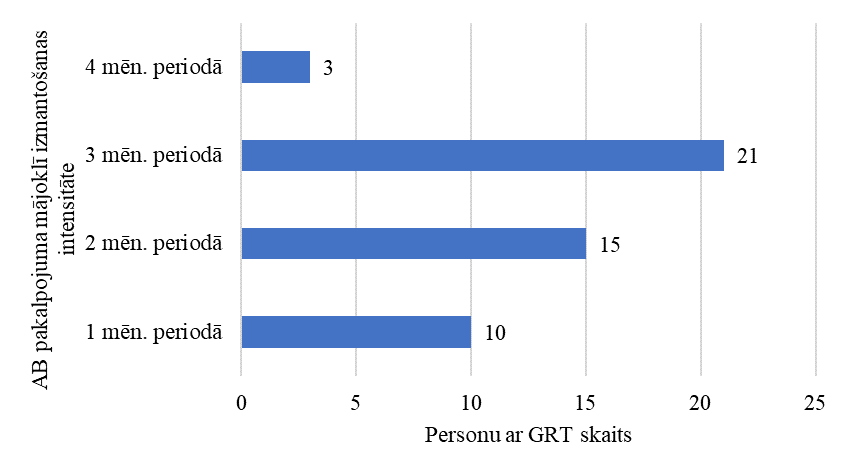 AB pakalpojuma mājoklī izmantošanas
intensitāte
4 mēn. periodā
3
3 mēn. periodā
21
2 mēn. periodā
15
1 mēn. periodā
10
0 5 10 15 20 25
Personu ar GRT skaits